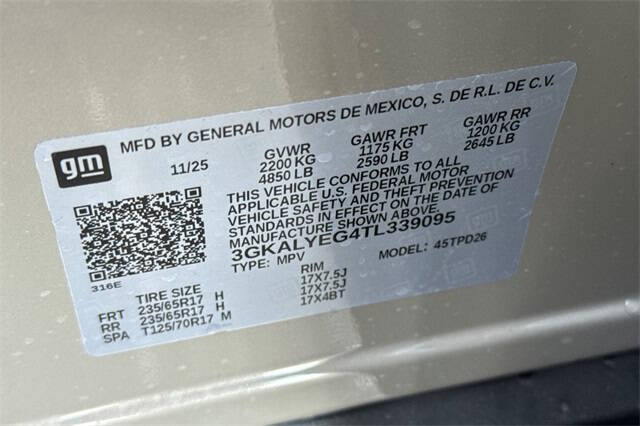 gm
MFD BY GENERAL MOTORS DE MEXICO, S. DE R.L. DE C.V.
11/25 GVWR GAWR FRT GAWR RR
2200 KG 1175 KG 1200 KG
4850 LB 2590 LB 2645 LB
THIS VEHICLE CONFORMS TO ALL
APPLICABLE U.S. FEDERAL MOTOR
VEHICLE SAFETY AND THEFT PREVENTION
STANDARDS IN EFFECT ON THE DATE OF
MANUFACTURE SHOWN ABOVE.
3GKALYEG4TL339095
TYPE: MPV MODEL: 45TPD26
316E
TIRE SIZE RIM
FRT 235/65R17 H 17X7.5J
RR 235/65R17 H 17X7.5J
SPA T125/70R17 M 17X4BT